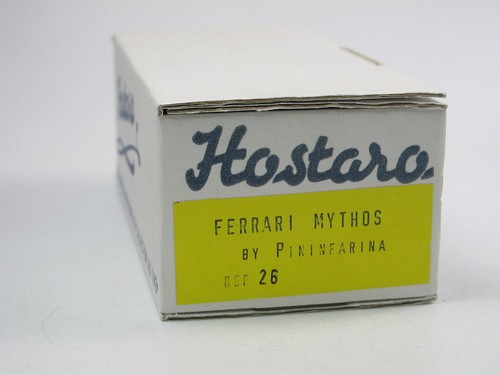 Hostaro.
FERRARI MYTHOS
BY PININFARINA
REF 26